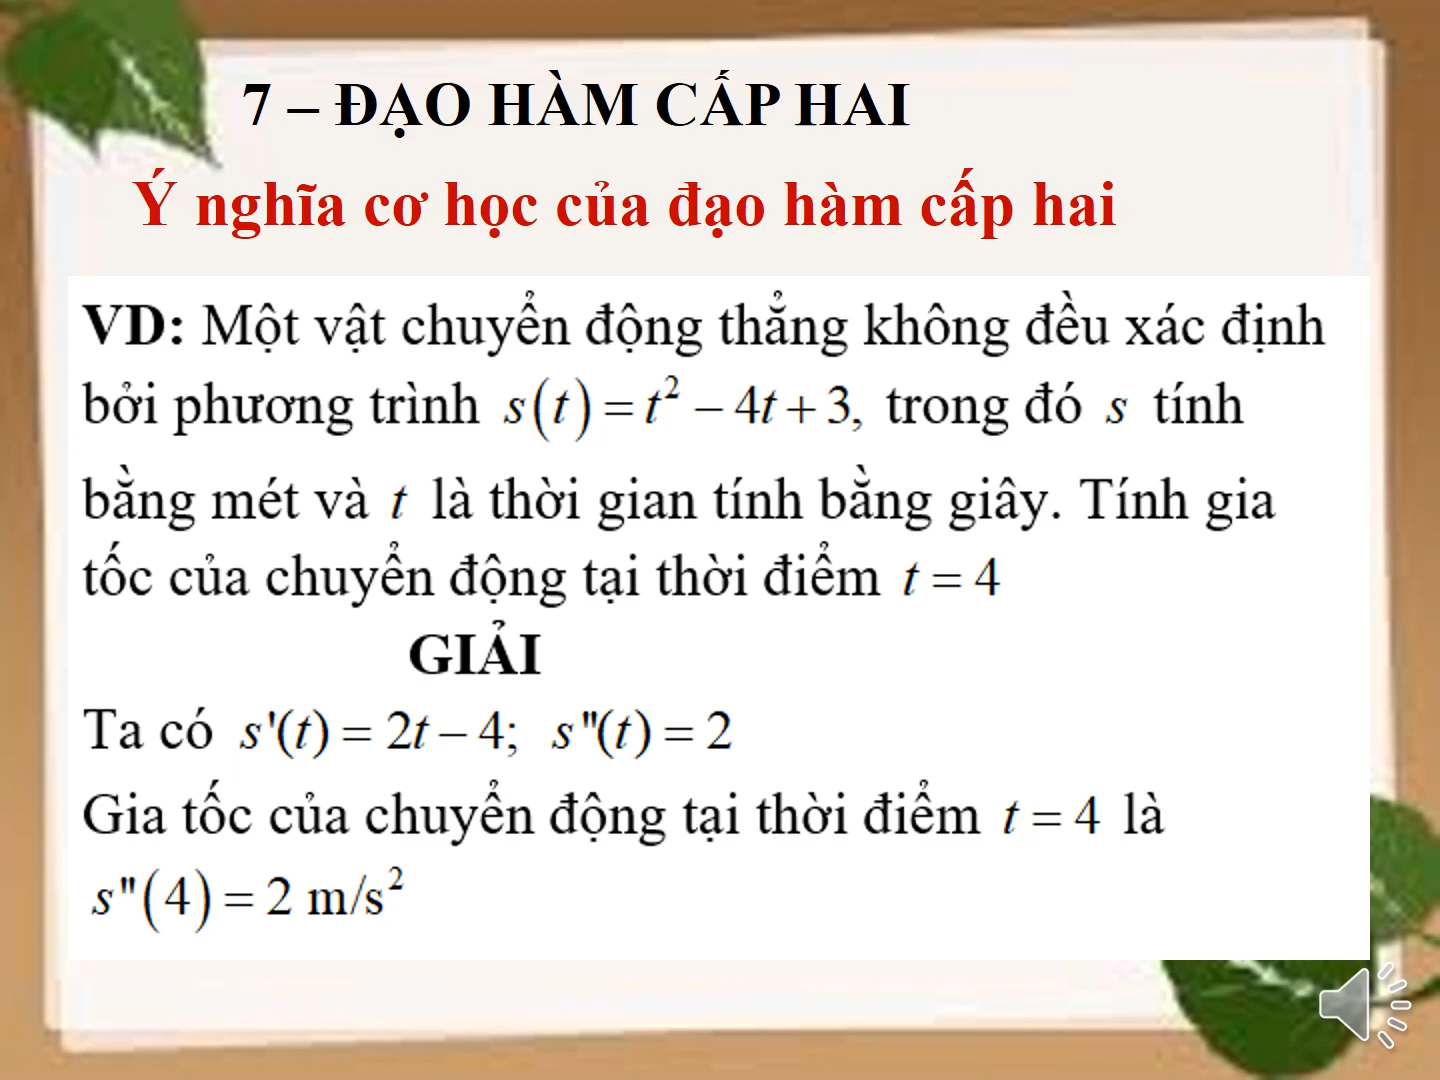 7 – ĐẠO HÀM CẤP HAI
Ý nghĩa cơ học của đạo hàm cấp hai
VD: Một vật chuyển động thẳng không đều xác định
bởi phương trình s(t) = t² – 4t + 3, trong đó s tính
bằng mét và t là thời gian tính bằng giây. Tính gia
tốc của chuyển động tại thời điểm t = 4
GIẢI
Ta có s'(t) = 2t – 4; s"(t) = 2
Gia tốc của chuyển động tại thời điểm t = 4 là
s"(4) = 2 m/s²